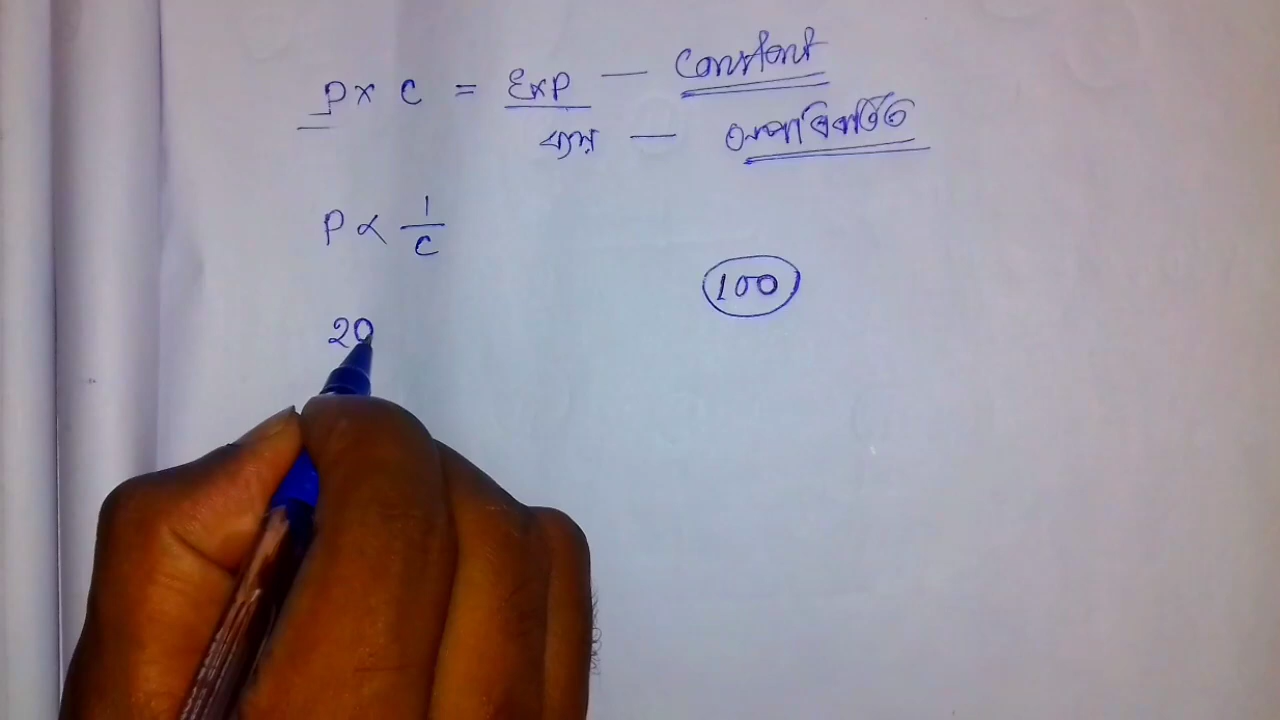 P × C = Exp — Constant
ব্যয় — অপরিবর্তিত
P ∝ 1/C
100
20